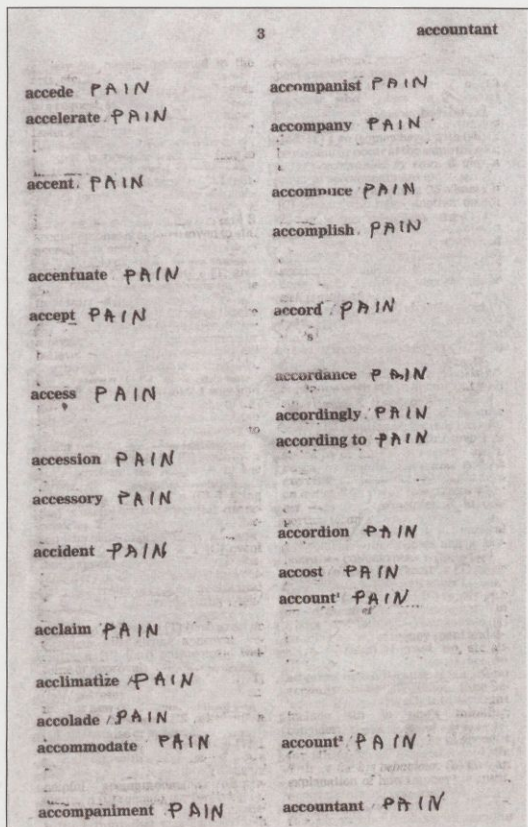 3 accountant
accede PAIN
accelerate PAIN
accent PAIN
accentuate PAIN
accept PAIN
access PAIN
accession PAIN
accessory PAIN
accident PAIN
acclaim PAIN
acclimatize PAIN
accolade PAIN
accommodate PAIN
accompaniment PAIN
accompanist PAIN
accompany PAIN
accomplice PAIN
accomplish PAIN
accord PAIN
accordance PAIN
accordingly PAIN
according to PAIN
accordion PAIN
accost PAIN
account¹ PAIN
account² PAIN
accountant PAIN